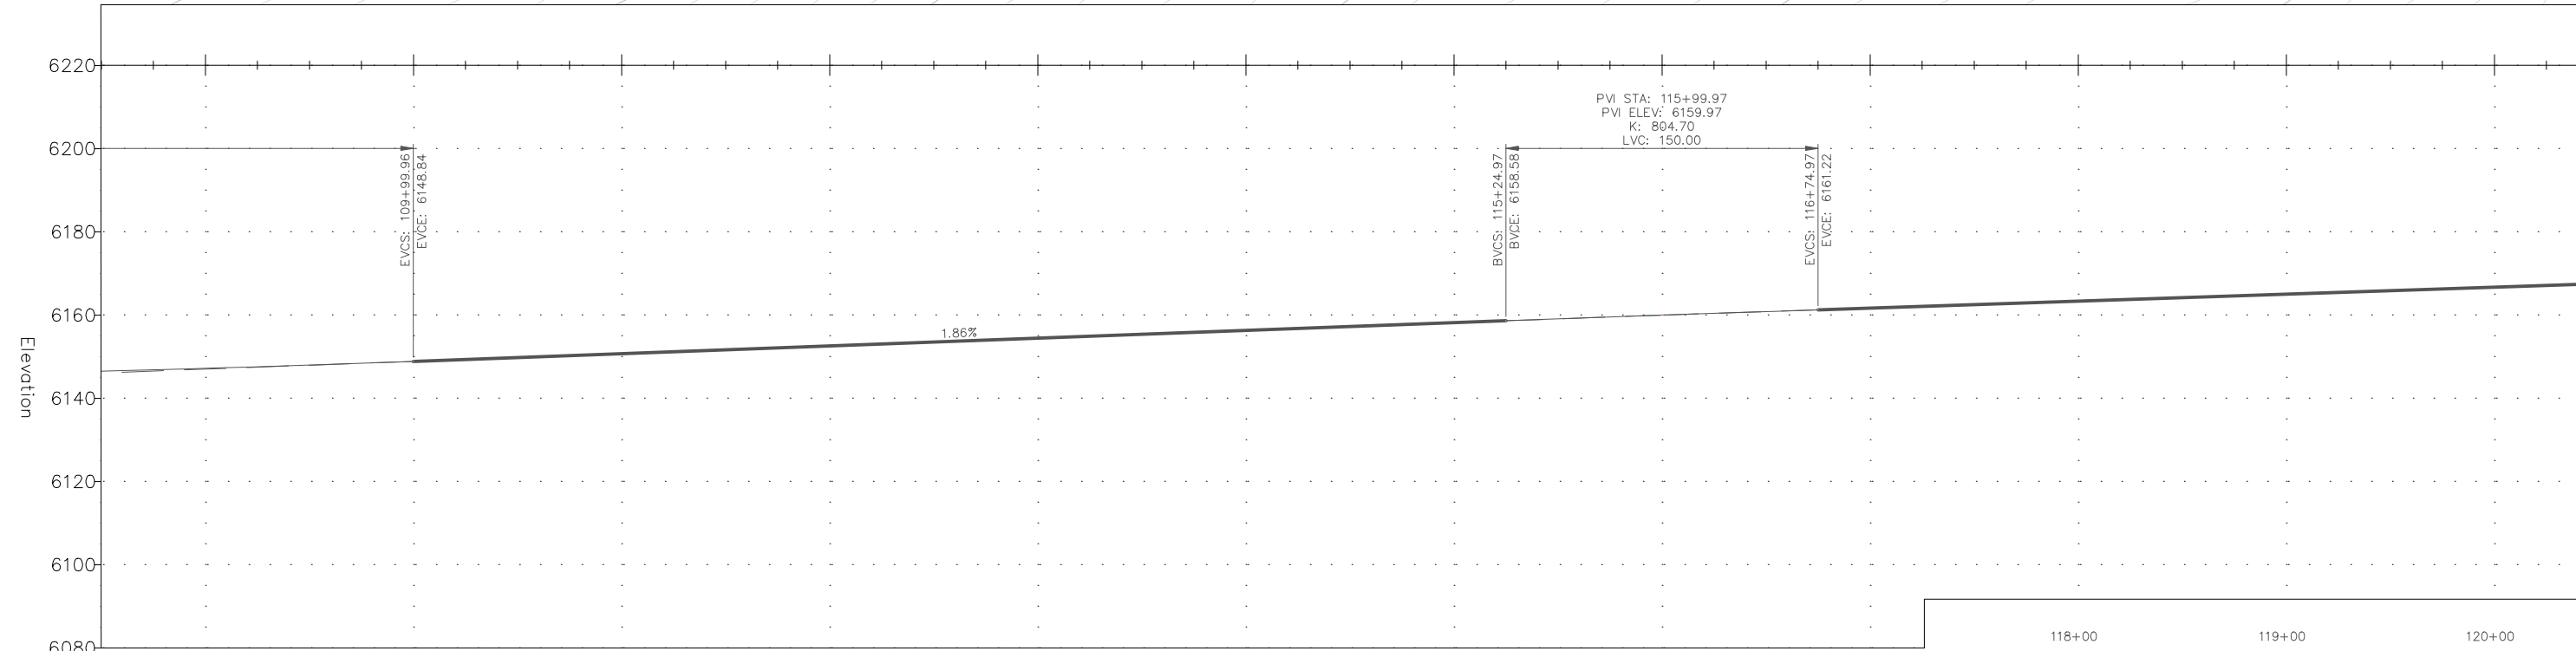 6220
PVI STA: 115+99.97
PVI ELEV: 6159.97
K: 804.70
LVC: 150.00
6200
EVCS: 109+99.96
EVCE: 6148.84
BVCS: 115+24.97
BVCE: 6158.58
EVCS: 116+74.97
EVCE: 6161.22
6180
6160
1.86%
Elevation
6140
6120
6100
6080
118+00
119+00
120+00